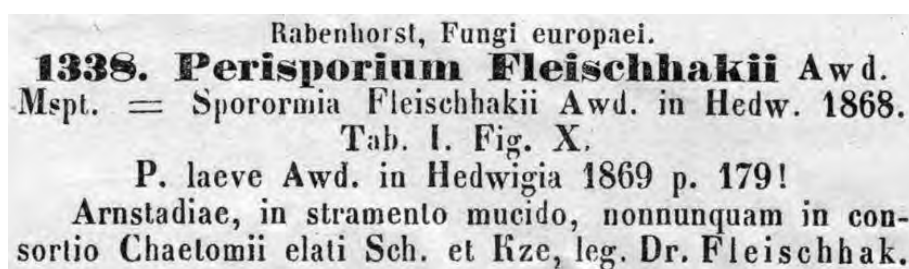 Rabenhorst, Fungi europaei.
1338. Perisporium Fleischhakii Awd.
Mspt. = Sporormia Fleischhakii Awd. in Hedw. 1868.
Tab. I. Fig. X.
P. laeve Awd. in Hedwigia 1869 p. 179!
Arnstadiae, in stramento mucido, nonnunquam in con-
sortio Chaetomii elati Sch. et Kze, leg. Dr. Fleischhak.